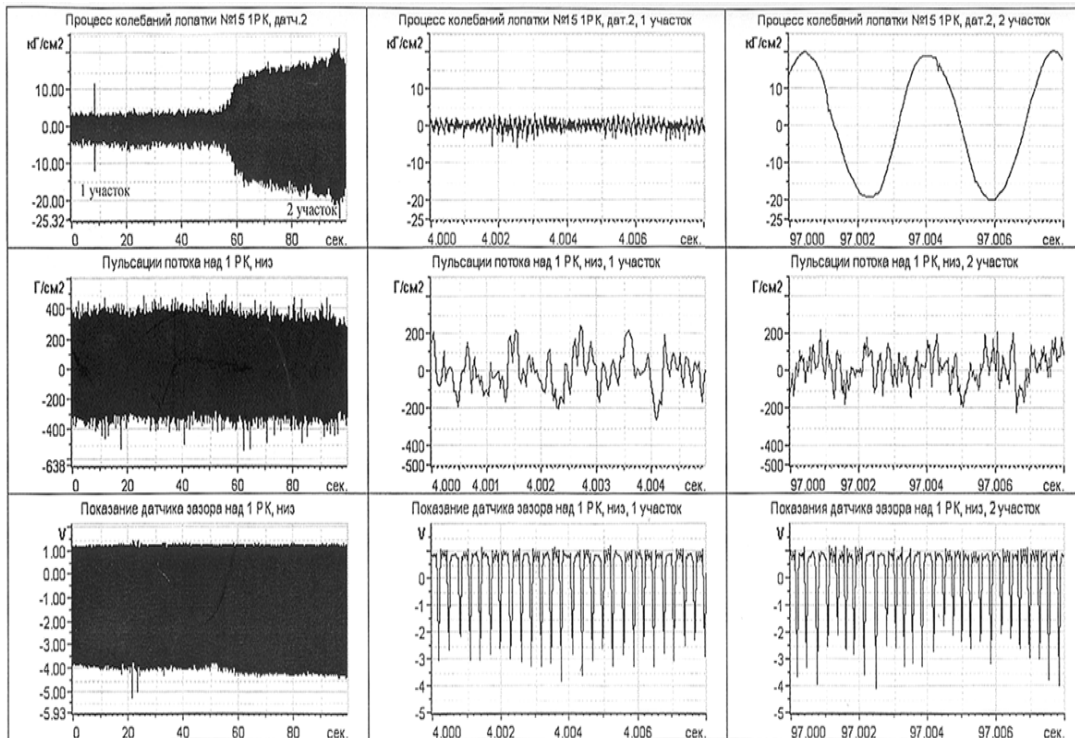 Процесс колебаний лопатки №15 1РК, датч.2
кГ/см2
10.00
0.00
-10.00
-20.00
-25.32
1 участок
2 участок
0 20 40 60 80 сек.
Процесс колебаний лопатки №15 1РК, дат.2, 1 участок
кГ/см2
10
0
-10
-20
-25
4.000 4.002 4.004 4.006 сек.
Процесс колебаний лопатки №15 1РК, дат.2, 2 участок
кГ/см2
10
0
-10
-20
-25
97.000 97.002 97.004 97.006 сек.
Пульсации потока над 1 РК, низ
Г/см2
400
200
0
-200
-400
-638
0 20 40 60 80 сек.
Пульсации потока над 1 РК, низ, 1 участок
Г/см2
200
0
-200
-400
-500
4.000 4.001 4.002 4.003 4.004 сек.
Пульсации потока над 1 РК, низ, 2 участок
Г/см2
200
0
-200
-400
-500
97.000 97.002 97.004 97.006 сек.
Показание датчика зазора над 1 РК, низ
V
1.00
0.00
-1.00
-2.00
-3.00
-4.00
-5.00
-5.93
0 20 40 60 80 сек.
Показание датчика зазора над 1 РК, низ, 1 участок
V
0
-1
-2
-3
-4
-5
4.000 4.002 4.004 4.006 сек.
Показания датчика зазора над 1 РК, низ, 2 участок
V
0
-1
-2
-3
-4
-5
97.000 97.002 97.004 97.006 сек.